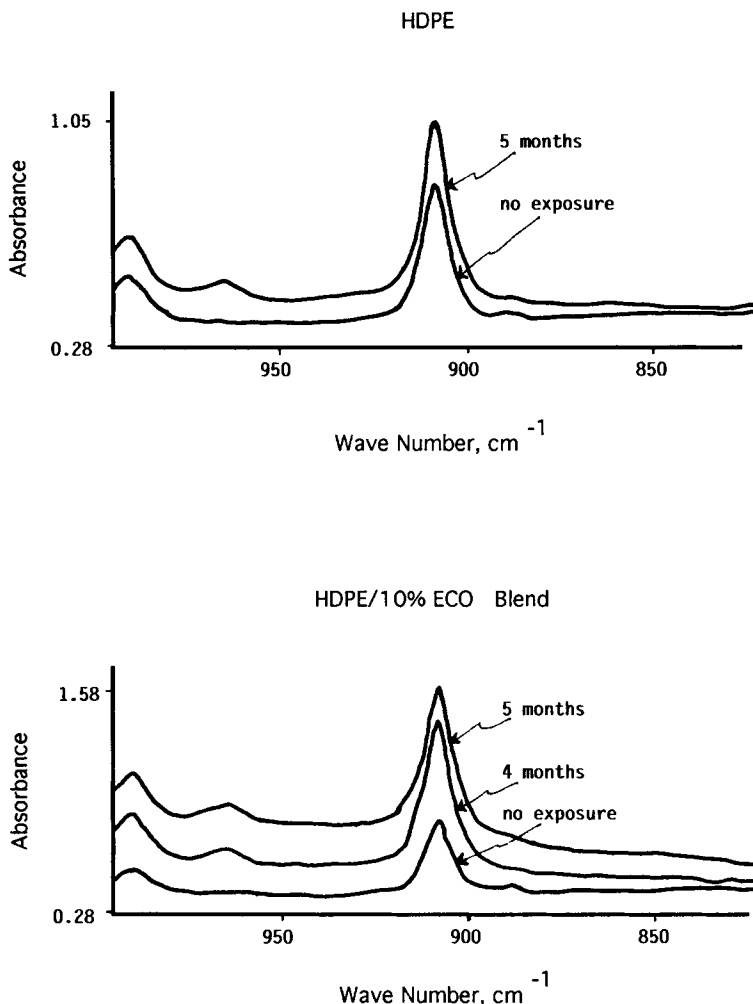 HDPE
1.05
5 months
no exposure
Absorbance
0.28
950
900
850
Wave Number, cm -1
HDPE/10% ECO Blend
1.58
5 months
4 months
no exposure
Absorbance
0.28
950
900
850
Wave Number, cm -1